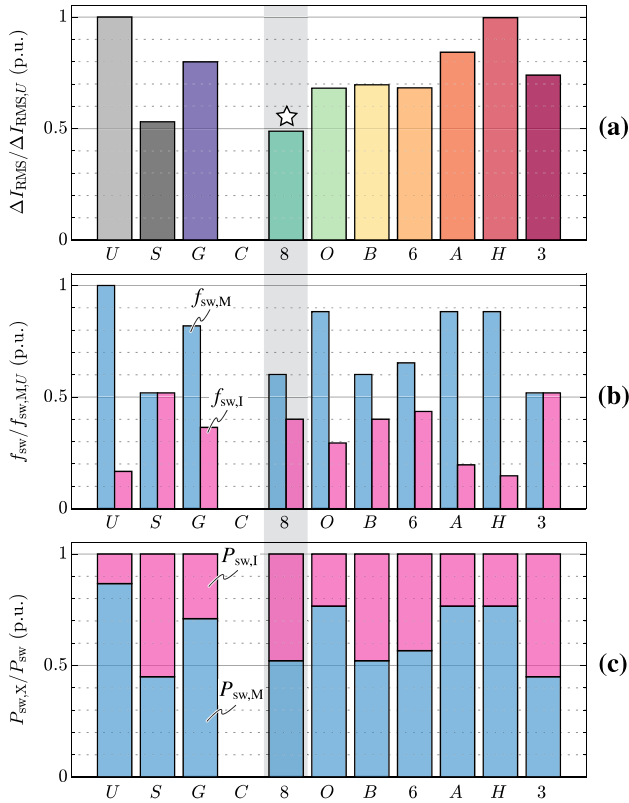 ΔI_RMS/ΔI_RMS,U (p.u.)
1
0.5
0
U S G C 8 O B 6 A H 3
(a)
f_sw/f_sw,M,U (p.u.)
1
0.5
0
f_sw,M
f_sw,I
U S G C 8 O B 6 A H 3
(b)
P_sw,X/P_sw (p.u.)
1
0.5
0
P_sw,I
P_sw,M
U S G C 8 O B 6 A H 3
(c)